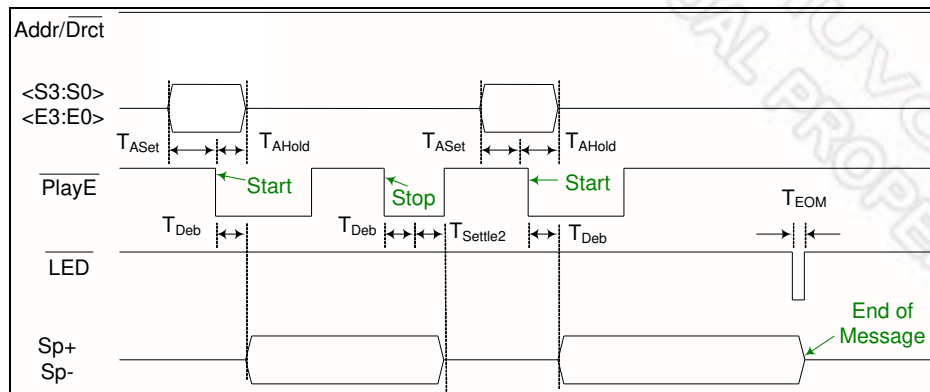 Addr/Drct
<S3:S0>
<E3:E0>
TASet
TAHold
TASet
TAHold
PlayE
Start
Stop
Start
TEOM
TDeb
TDeb
TSettle2
TDeb
LED
End of
Message
Sp+
Sp-